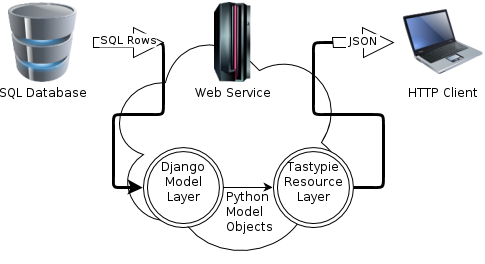 SQL Rows
JSON
SQL Database
Web Service
HTTP Client
Django
Model
Layer
Tastypie
Resource
Layer
Python
Model
Objects